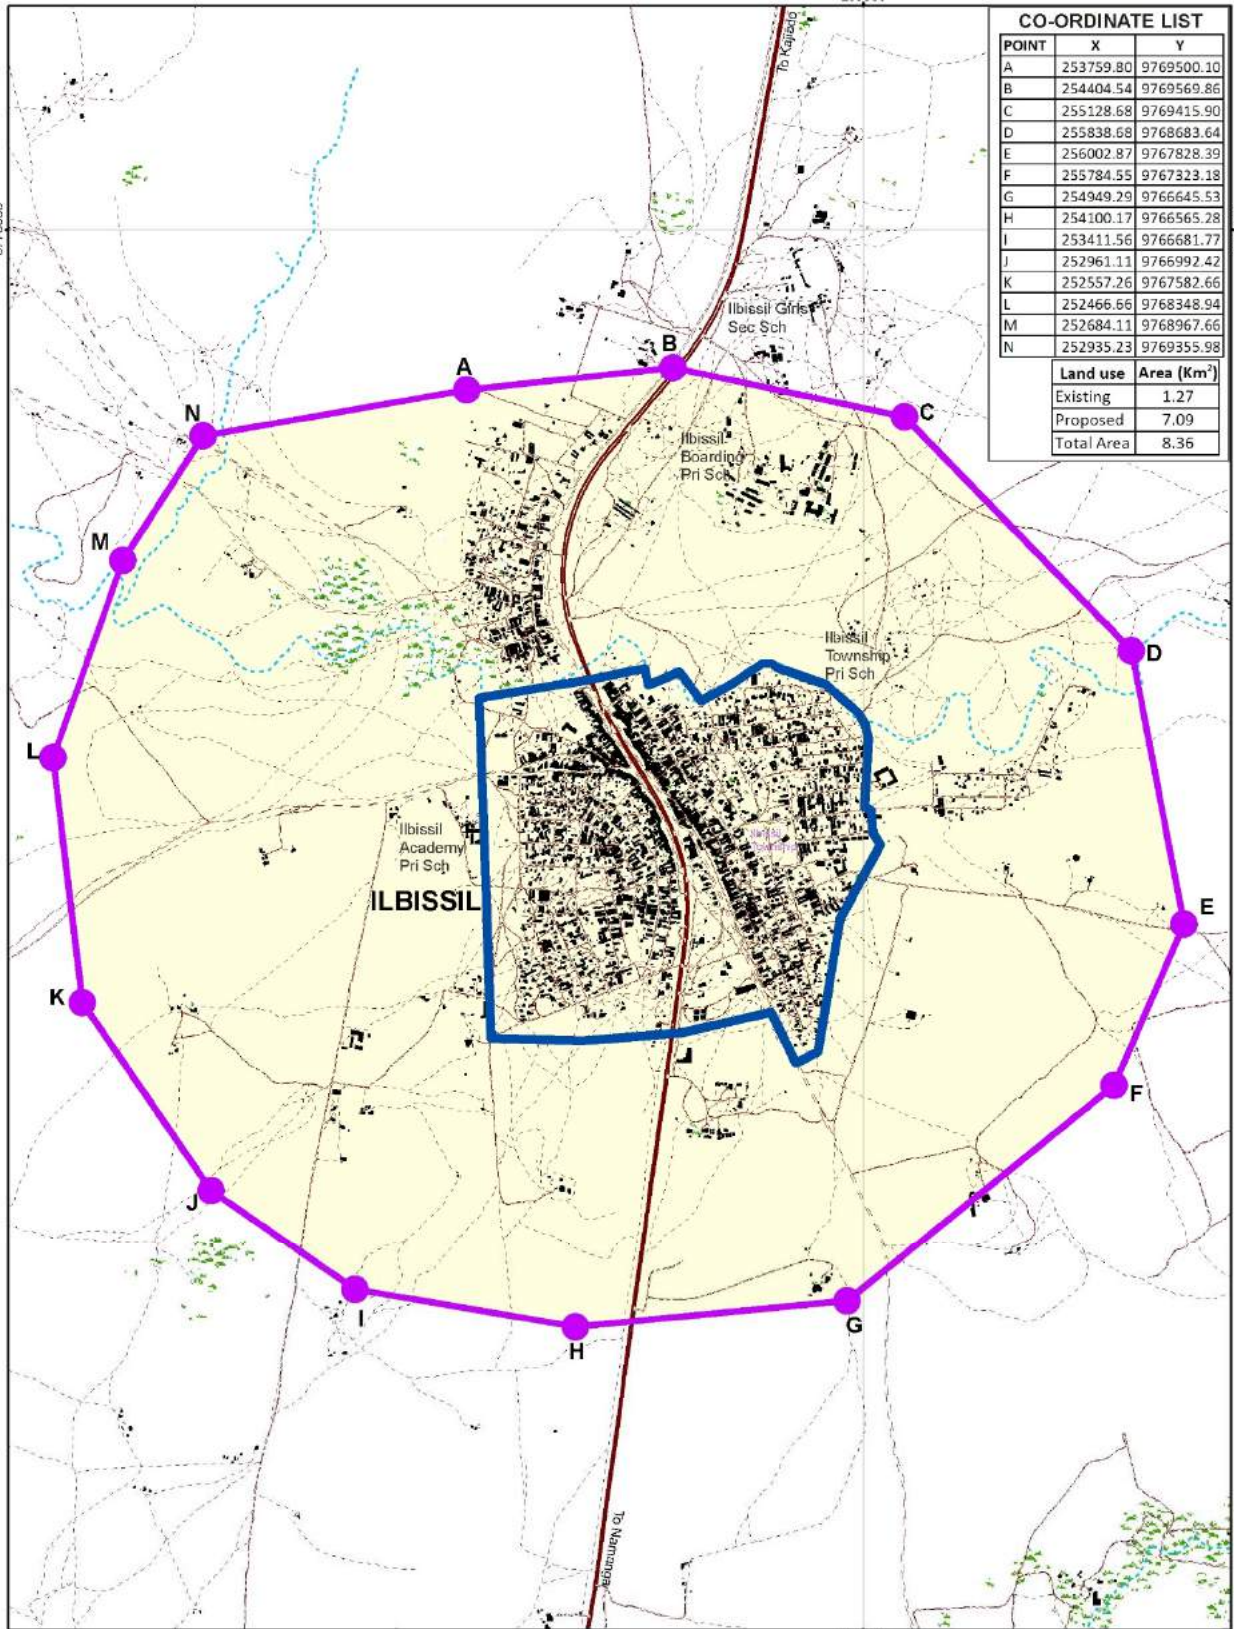 CO-ORDINATE LIST
POINT X Y
A 253759.80 9769500.10
B 254404.54 9769569.86
C 255128.68 9769415.90
D 255838.68 9768683.64
E 256002.87 9767828.39
F 255784.55 9767323.18
G 254949.29 9766645.53
H 254100.17 9766565.28
I 253411.56 9766681.77
J 252961.11 9766992.42
K 252557.26 9767582.66
L 252466.66 9768348.94
M 252684.11 9768967.66
N 252935.23 9769355.98
Land use Area (Km²)
Existing 1.27
Proposed 7.09
Total Area 8.36
To Kajiado
Ilbissil Girls
Sec Sch
B
A
C
N
Ilbissil
Boarding
Pri Sch
M
Ilbissil
Township
Pri Sch
D
L
Ilbissil
Academy
Pri Sch
Ilbissil
Township
ILBISSIL
E
K
F
J
I
G
H
To Namanga